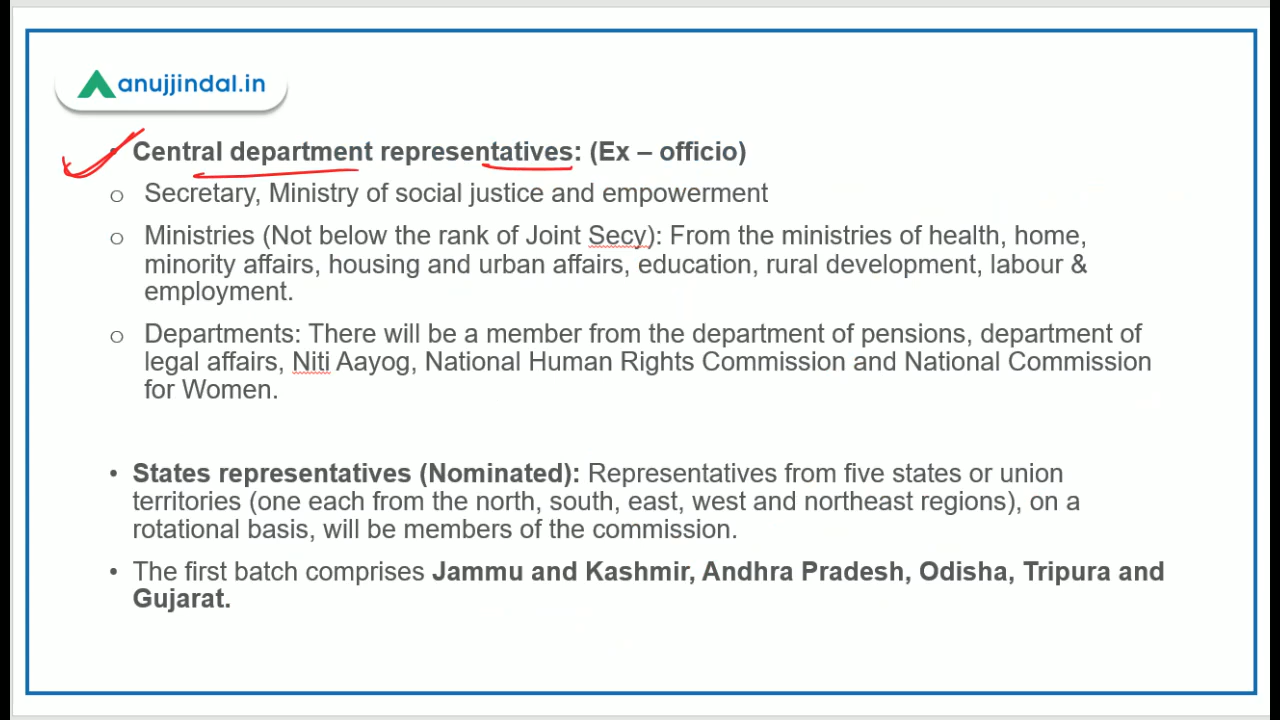 anujjindal.in
• Central department representatives: (Ex – officio)
o Secretary, Ministry of social justice and empowerment
o Ministries (Not below the rank of Joint Secy): From the ministries of health, home,
minority affairs, housing and urban affairs, education, rural development, labour &
employment.
o Departments: There will be a member from the department of pensions, department of
legal affairs, Niti Aayog, National Human Rights Commission and National Commission
for Women.
• States representatives (Nominated): Representatives from five states or union
territories (one each from the north, south, east, west and northeast regions), on a
rotational basis, will be members of the commission.
• The first batch comprises Jammu and Kashmir, Andhra Pradesh, Odisha, Tripura and
Gujarat.